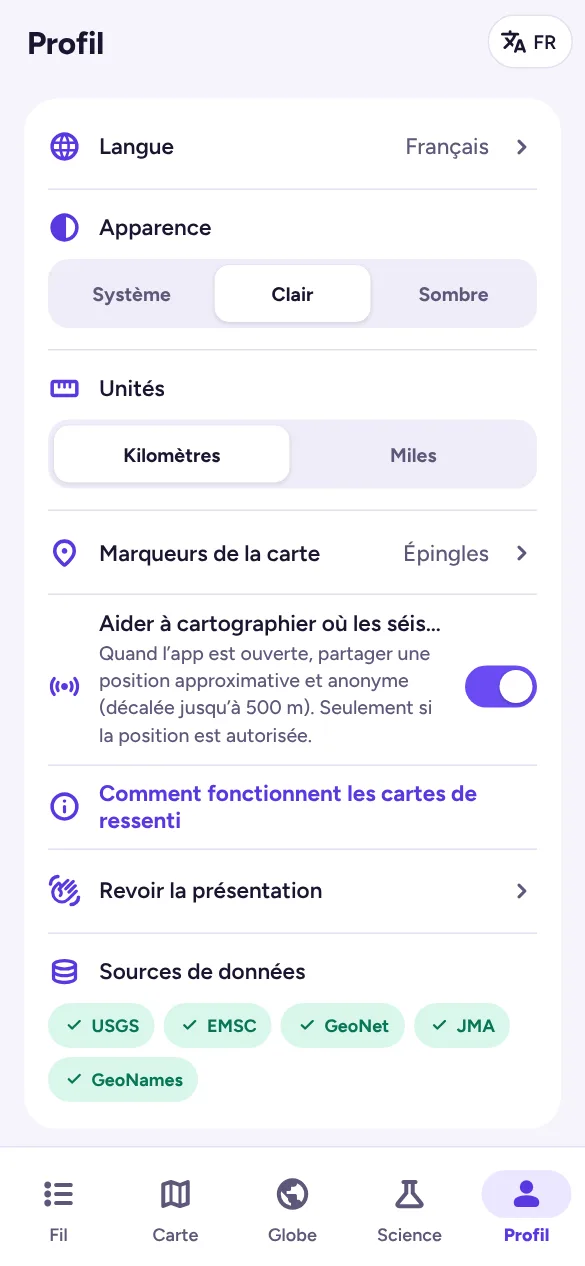 Profil
FR
Langue
Français
Apparence
Système
Clair
Sombre
Unités
Kilomètres
Miles
Marqueurs de la carte
Épingles
Aider à cartographier où les séis...
Quand l’app est ouverte, partager une
position approximative et anonyme
(décalée jusqu’à 500 m). Seulement si
la position est autorisée.
Comment fonctionnent les cartes de
ressenti
Revoir la présentation
Sources de données
USGS
EMSC
GeoNet
JMA
GeoNames
Fil
Carte
Globe
Science
Profil